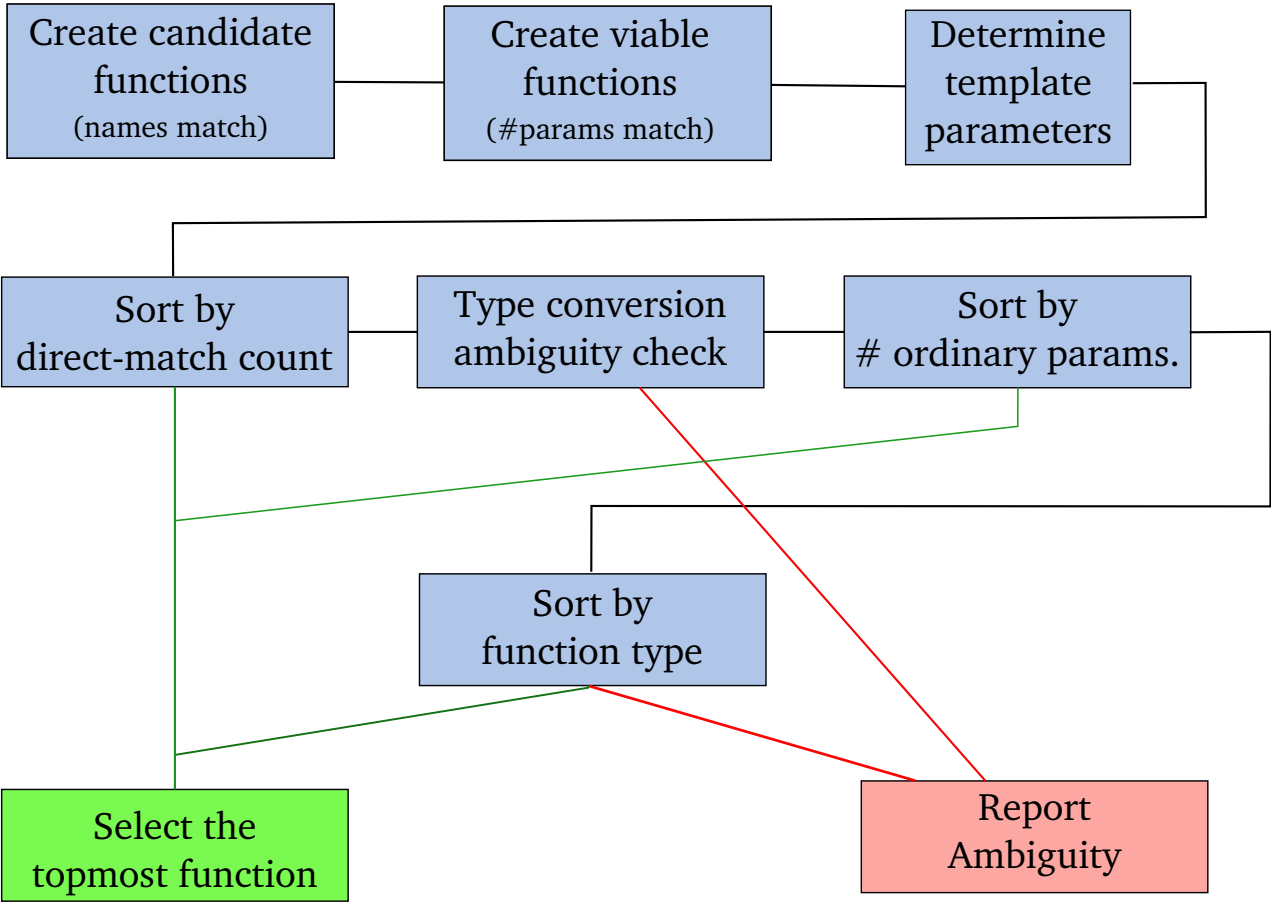 Create candidate
functions
(names match)
Create viable
functions
(#params match)
Determine
template
parameters
Sort by
direct-match count
Type conversion
ambiguity check
Sort by
# ordinary params.
Sort by
function type
Select the
topmost function
Report
Ambiguity